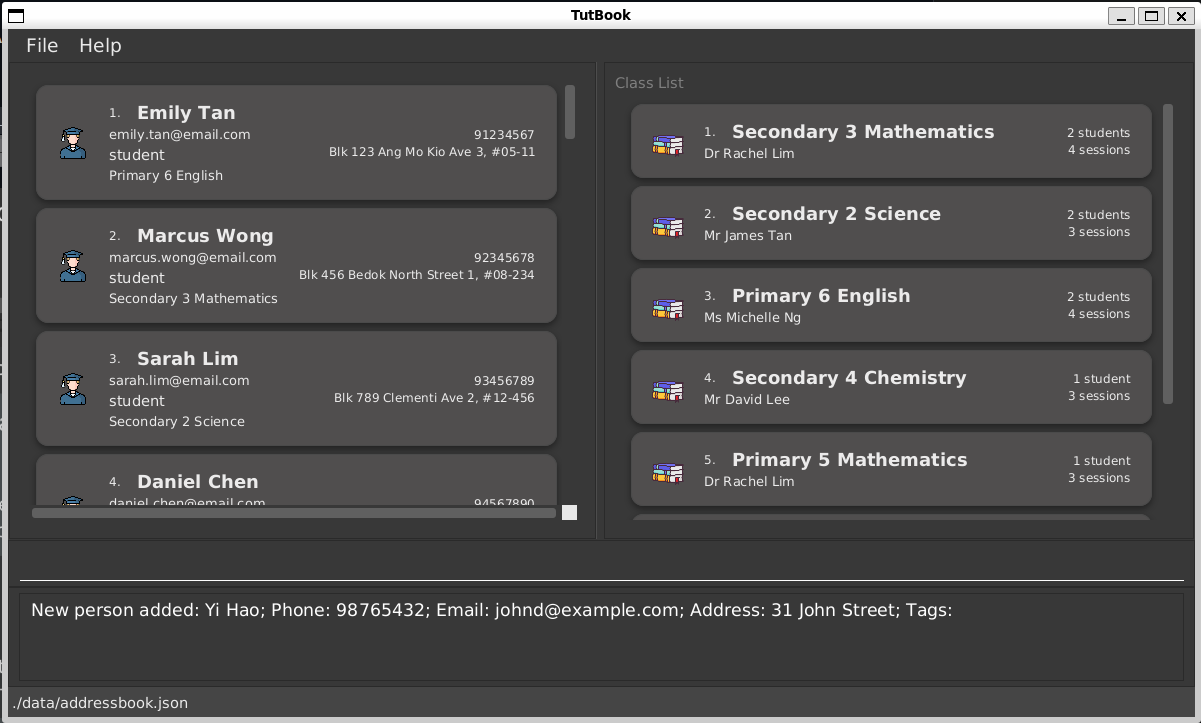 TutBook
File Help
1. Emily Tan
emily.tan@email.com 91234567
student Blk 123 Ang Mo Kio Ave 3, #05-11
Primary 6 English
2. Marcus Wong
marcus.wong@email.com 92345678
student Blk 456 Bedok North Street 1, #08-234
Secondary 3 Mathematics
3. Sarah Lim
sarah.lim@email.com 93456789
student Blk 789 Clementi Ave 2, #12-456
Secondary 2 Science
4. Daniel Chen
daniel.chen@email.com 94567890
Class List
1. Secondary 3 Mathematics 2 students
Dr Rachel Lim 4 sessions
2. Secondary 2 Science 2 students
Mr James Tan 3 sessions
3. Primary 6 English 2 students
Ms Michelle Ng 4 sessions
4. Secondary 4 Chemistry 1 student
Mr David Lee 3 sessions
5. Primary 5 Mathematics 1 student
Dr Rachel Lim 3 sessions
New person added: Yi Hao; Phone: 98765432; Email: johnd@example.com; Address: 31 John Street; Tags:
./data/addressbook.json